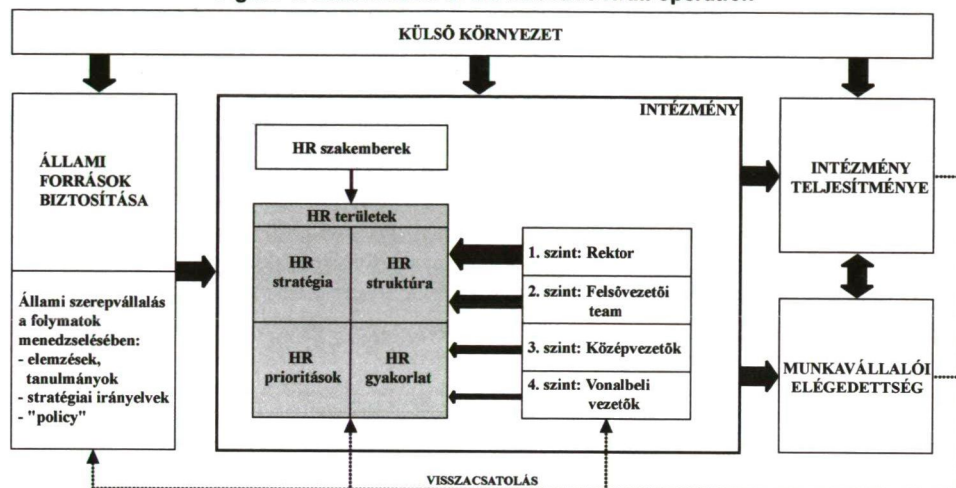 KÜLSŐ KÖRNYEZET
ÁLLAMI
FORRÁSOK
BIZTOSÍTÁSA
Állami szerepvállalás
a folymatok
menedzselésében:
- elemzések,
tanulmányok
- stratégiai irányelvek
- "policy"
INTÉZMÉNY
HR szakemberek
HR területek
HR
stratégia
HR
struktúra
HR
prioritások
HR
gyakorlat
1. szint: Rektor
2. szint: Felsővezetői
team
3. szint: Középvezetők
4. szint: Vonalbeli
vezetők
INTÉZMÉNY
TELJESÍTMÉNYE
MUNKAVÁLLALÓI
ELÉGEDETTSÉG
VISSZACSATOLÁS